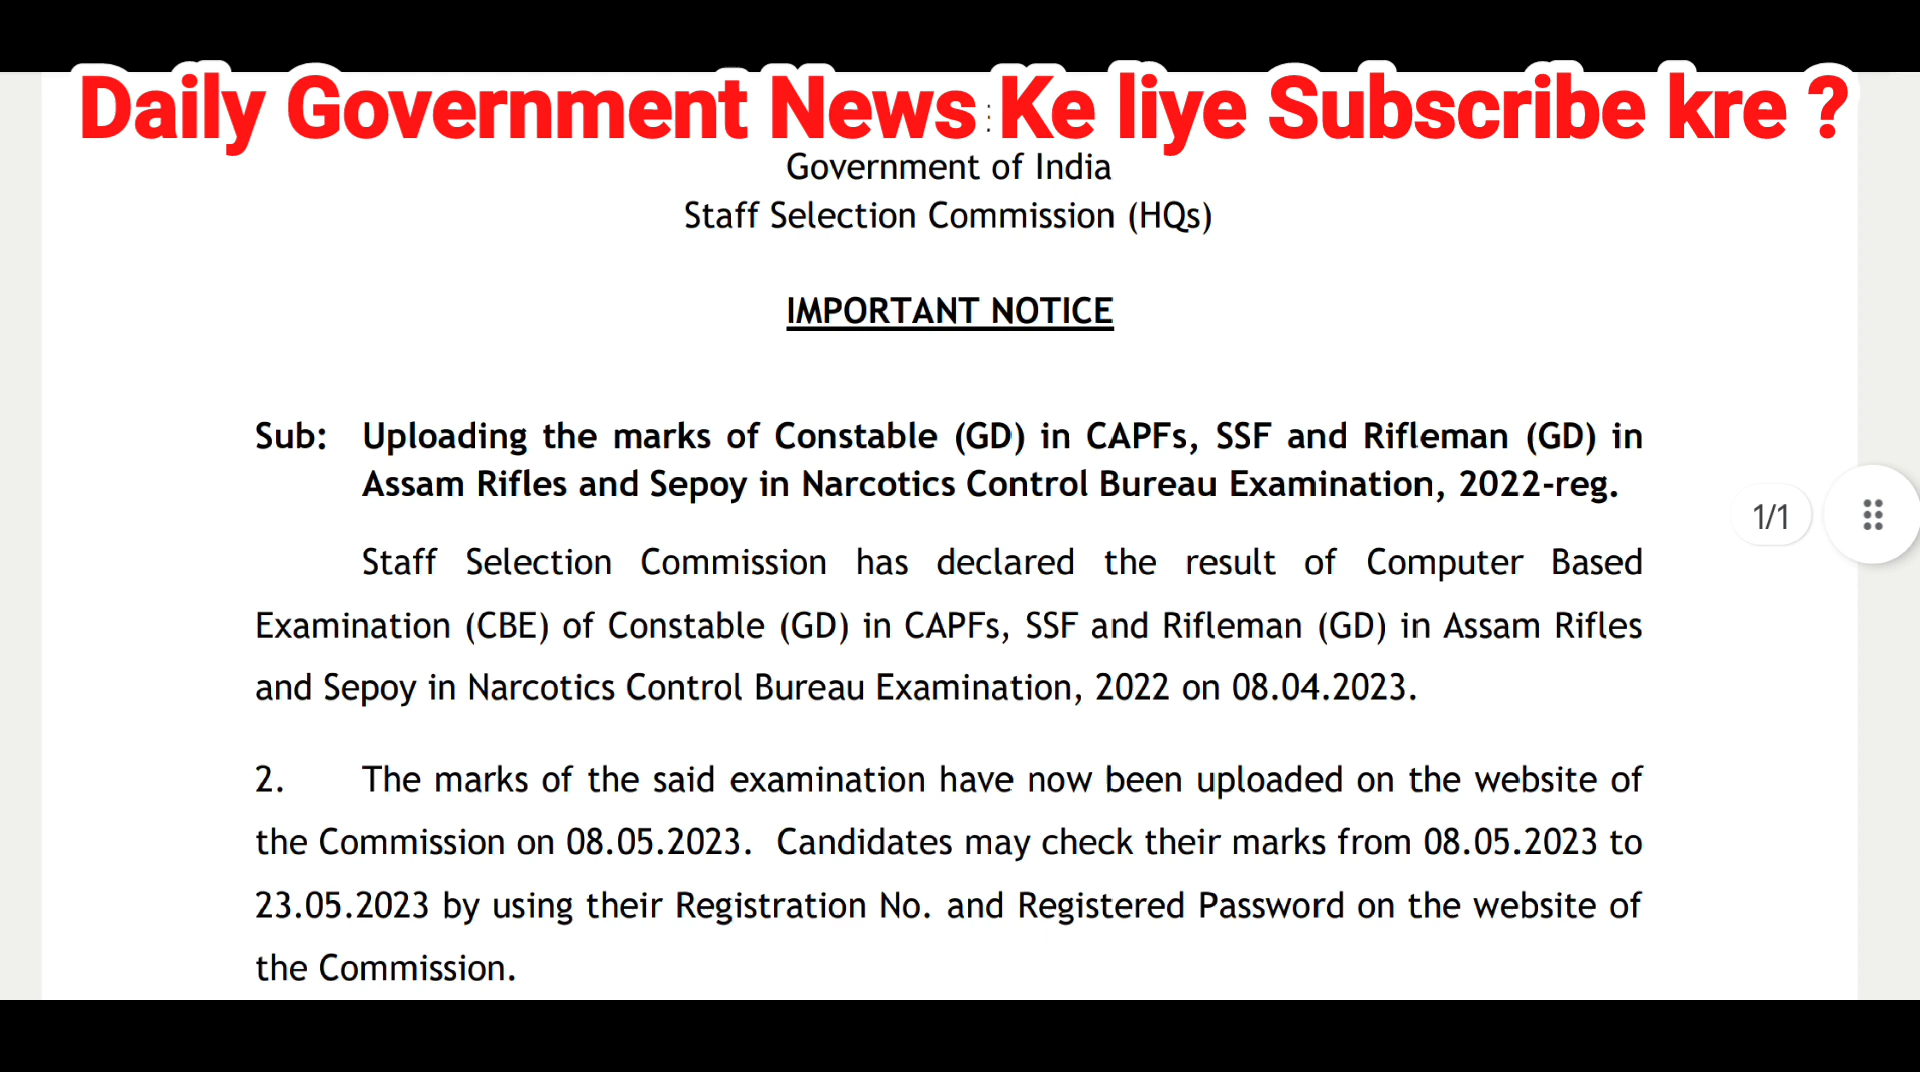 Daily Government News Ke liye Subscribe kre ?
Government of India
Staff Selection Commission (HQs)
IMPORTANT NOTICE
Sub: Uploading the marks of Constable (GD) in CAPFs, SSF and Rifleman (GD) in
Assam Rifles and Sepoy in Narcotics Control Bureau Examination, 2022-reg.
1/1
Staff Selection Commission has declared the result of Computer Based
Examination (CBE) of Constable (GD) in CAPFs, SSF and Rifleman (GD) in Assam Rifles
and Sepoy in Narcotics Control Bureau Examination, 2022 on 08.04.2023.
2. The marks of the said examination have now been uploaded on the website of
the Commission on 08.05.2023. Candidates may check their marks from 08.05.2023 to
23.05.2023 by using their Registration No. and Registered Password on the website of
the Commission.